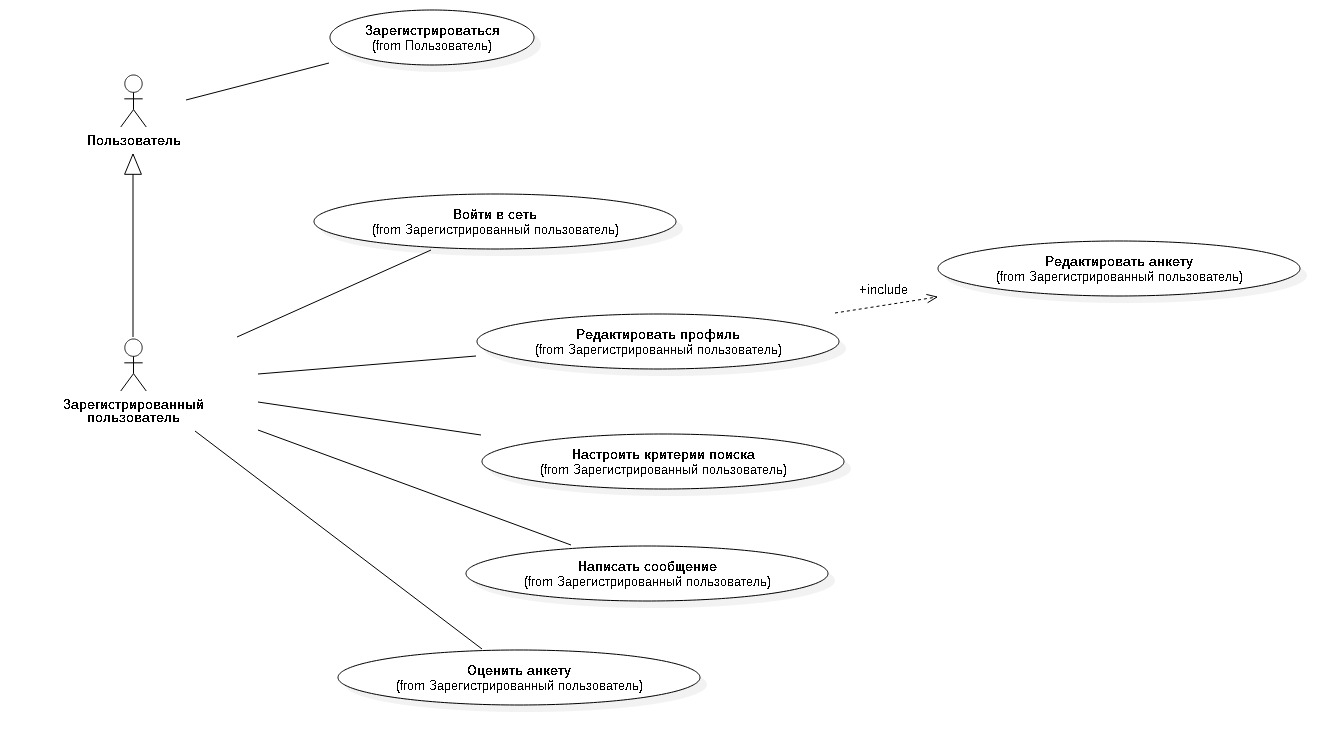 Зарегистрироваться
(from Пользователь)
Пользователь
Войти в сеть
(from Зарегистрированный пользователь)
Редактировать анкету
(from Зарегистрированный пользователь)
+include
Редактировать профиль
(from Зарегистрированный пользователь)
Зарегистрированный
пользователь
Настроить критерии поиска
(from Зарегистрированный пользователь)
Написать сообщение
(from Зарегистрированный пользователь)
Оценить анкету
(from Зарегистрированный пользователь)